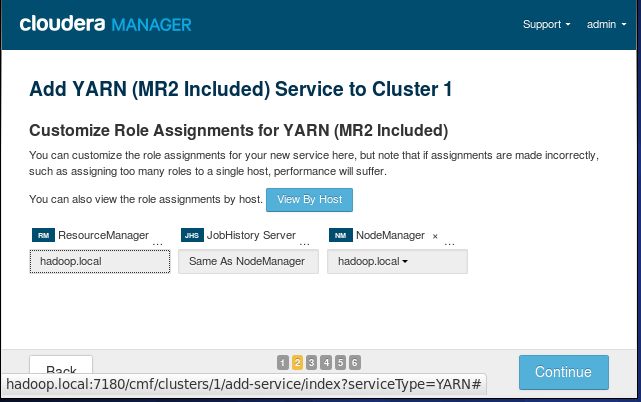 cloudera MANAGER
Support admin
Add YARN (MR2 Included) Service to Cluster 1
Customize Role Assignments for YARN (MR2 Included)
You can customize the role assignments for your new service here, but note that if assignments are made incorrectly,
such as assigning too many roles to a single host, performance will suffer.
You can also view the role assignments by host. View By Host
RM ResourceManager ... JHS JobHistory Server ... NM NodeManager × ...
hadoop.local Same As NodeManager hadoop.local
Back 1 2 3 4 5 6 Continue
hadoop.local:7180/cmf/clusters/1/add-service/index?serviceType=YARN#